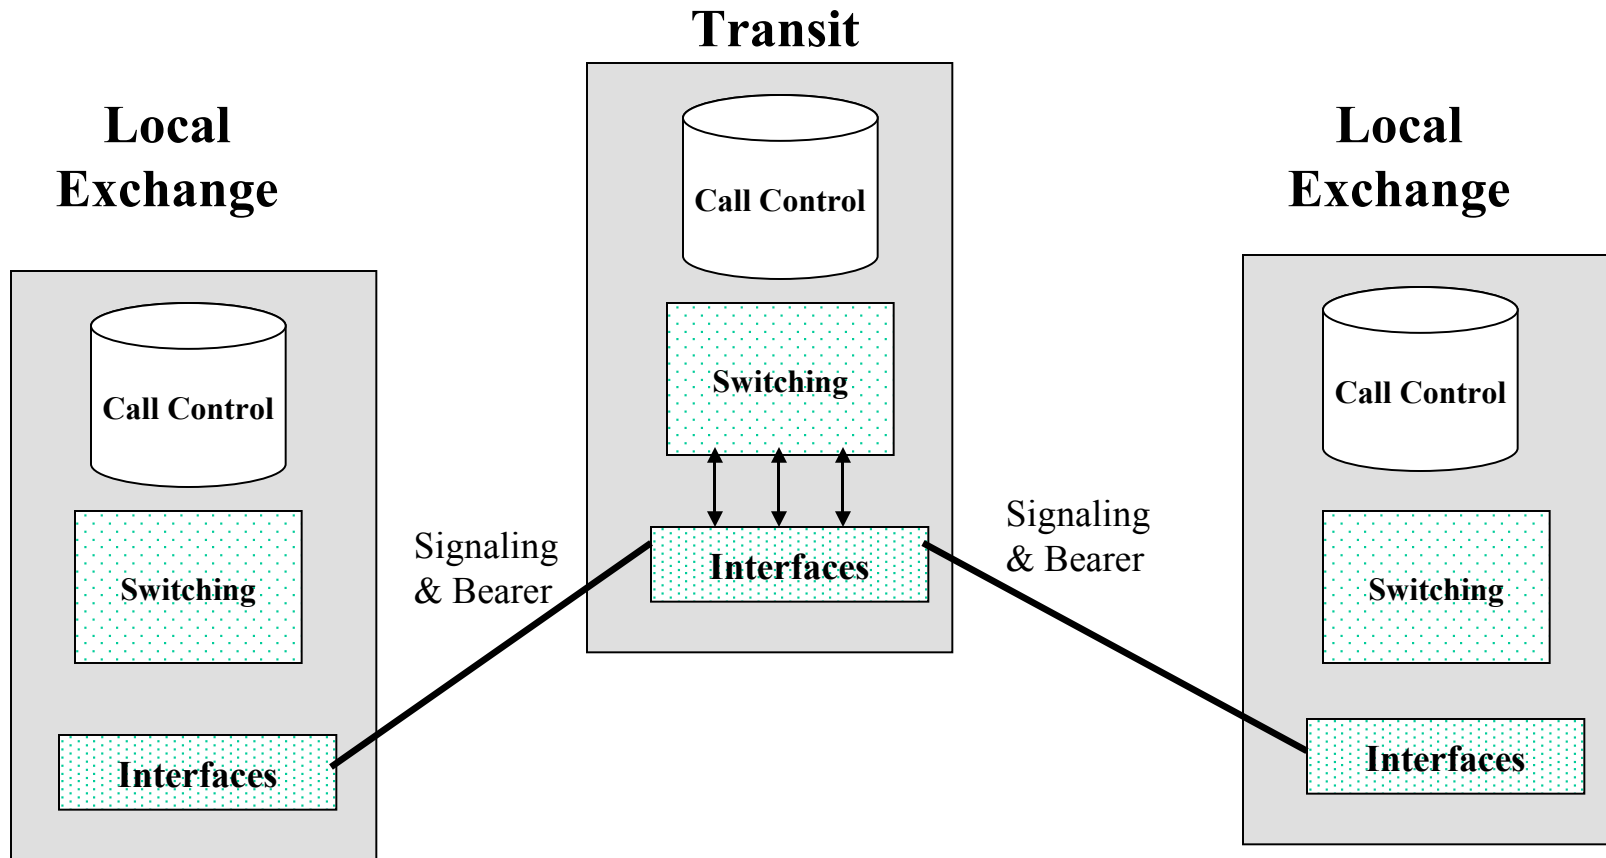 Transit
Local
Exchange
Call Control
Switching
Interfaces
Signaling
& Bearer
Call Control
Switching
Interfaces
Signaling
& Bearer
Local
Exchange
Call Control
Switching
Interfaces